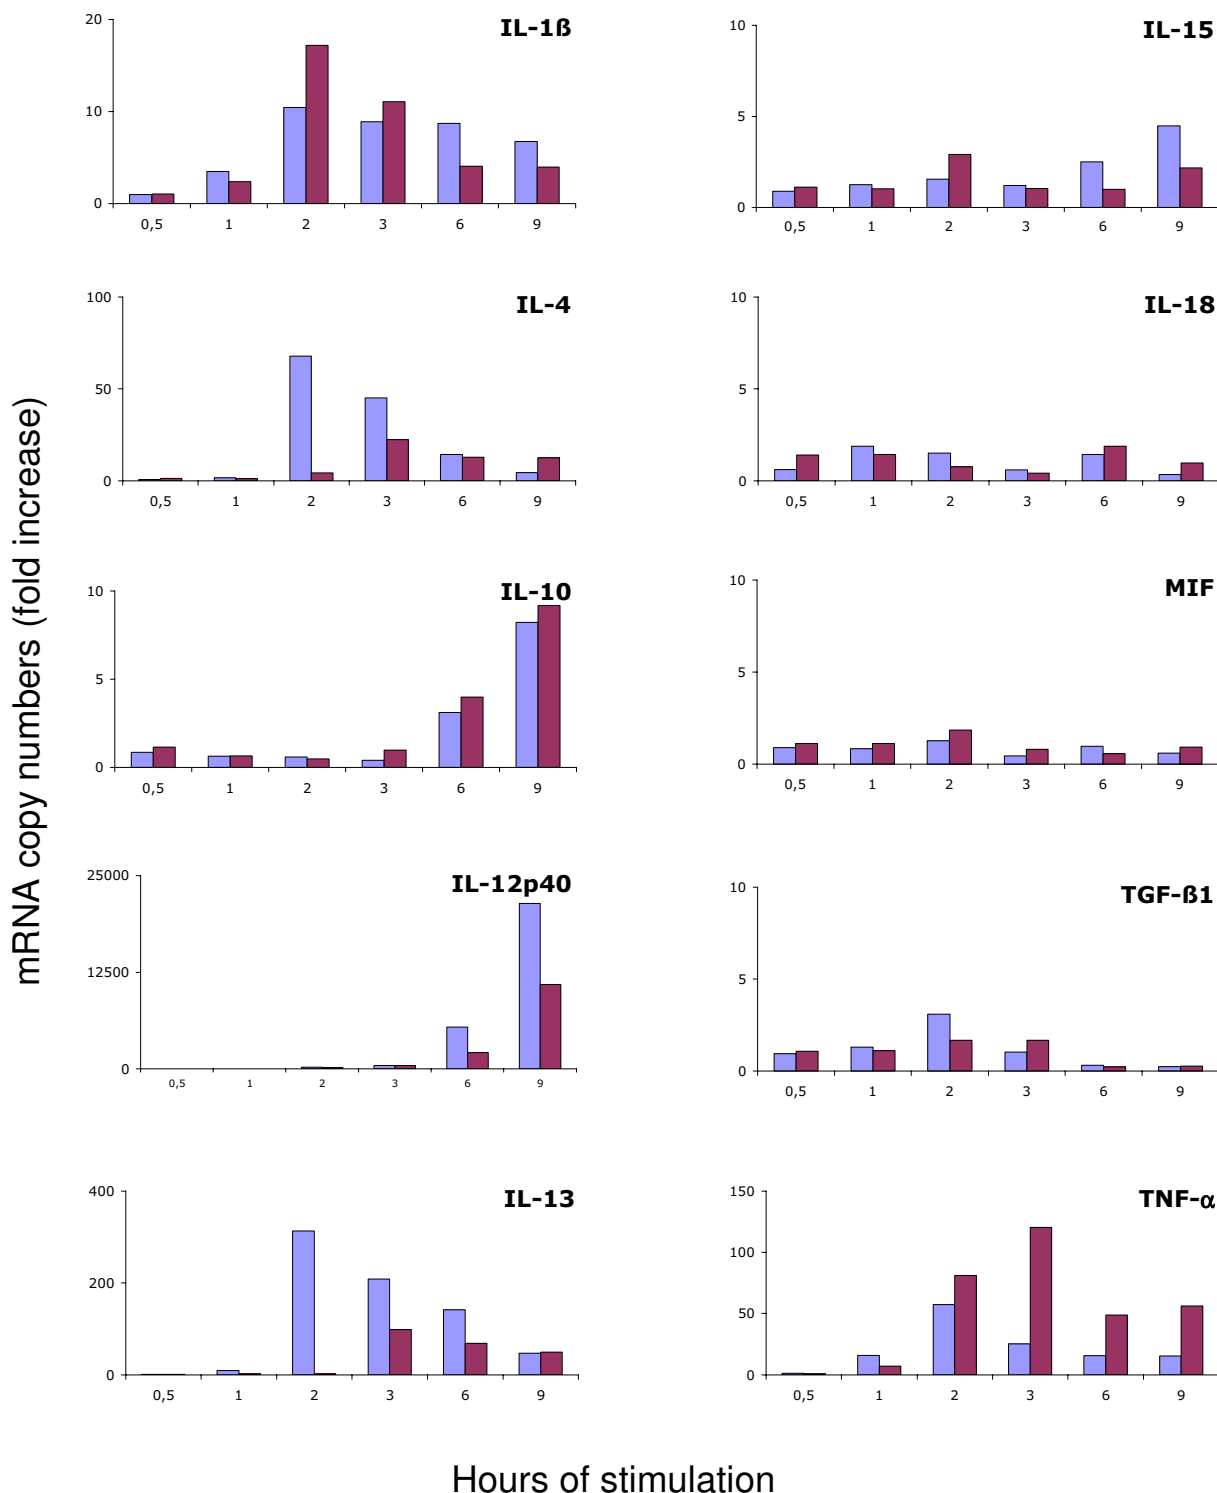 mRNA copy numbers (fold increase)
IL-1ß
20
10
0
0,5 1 2 3 6 9
IL-15
10
5
0
0,5 1 2 3 6 9
IL-4
100
50
0
0,5 1 2 3 6 9
IL-18
10
5
0
0,5 1 2 3 6 9
IL-10
10
5
0
0,5 1 2 3 6 9
MIF
10
5
0
0,5 1 2 3 6 9
IL-12p40
25000
12500
0
0,5 1 2 3 6 9
TGF-ß1
10
5
0
0,5 1 2 3 6 9
IL-13
400
200
0
0,5 1 2 3 6 9
TNF-α
150
100
50
0
0,5 1 2 3 6 9
Hours of stimulation